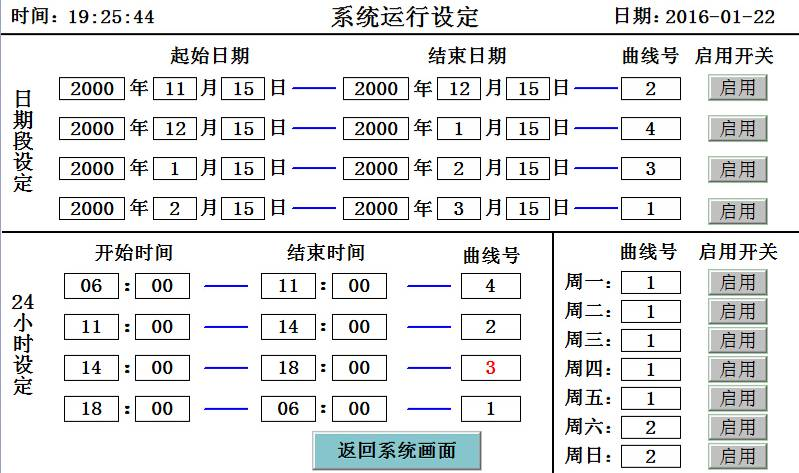 时间：19:25:44 系统运行设定 日期：2016-01-22
起始日期 结束日期 曲线号 启用开关
日期段设定
2000 年 11 月 15 日 2000 年 12 月 15 日 2 启用
2000 年 12 月 15 日 2000 年 1 月 15 日 4 启用
2000 年 1 月 15 日 2000 年 2 月 15 日 3 启用
2000 年 2 月 15 日 2000 年 3 月 15 日 1 启用
开始时间 结束时间 曲线号
24小时设定
06 : 00 11 : 00 4
11 : 00 14 : 00 2
14 : 00 18 : 00 3
18 : 00 06 : 00 1
返回系统画面
曲线号 启用开关
周一： 1 启用
周二： 1 启用
周三： 1 启用
周四： 1 启用
周五： 1 启用
周六： 2 启用
周日： 2 启用